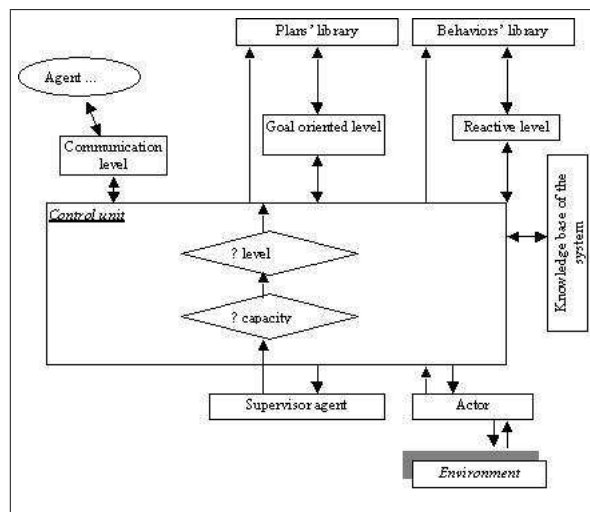 Plans' library
Behaviors' library
Agent ...
Goal oriented level
Reactive level
Communication
level
Control unit
? level
? capacity
Knowledge base of the
system
Supervisor agent
Actor
Environment